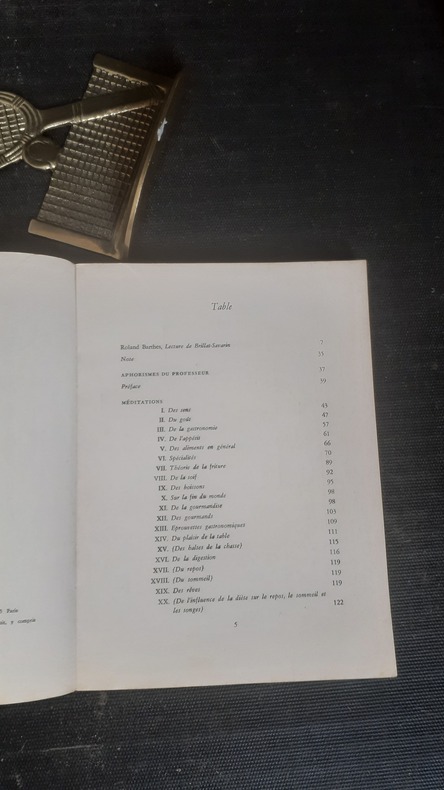 Table
Roland Barthes, Lecture de Brillat-Savarin 7
Note 35
APHORISMES DU PROFESSEUR 37
Préface 39
MÉDITATIONS
I. Des sens 43
II. Du goût 47
III. De la gastronomie 57
IV. De l'appétit 61
V. Des aliments en général 66
VI. Spécialités 70
VII. Théorie de la friture 89
VIII. De la soif 92
IX. Des boissons 95
X. Sur la fin du monde 98
XI. De la gourmandise 98
XII. Des gourmands 103
XIII. Éprouvettes gastronomiques 109
XIV. Du plaisir de la table 111
XV. (Des haltes de la chasse) 115
XVI. De la digestion 116
XVII. (Du repos) 119
XVIII. (Du sommeil) 119
XIX. Des rêves 119
XX. (De l'influence de la diète sur le repos, le sommeil et
les songes) 122
5
Paris
y compris